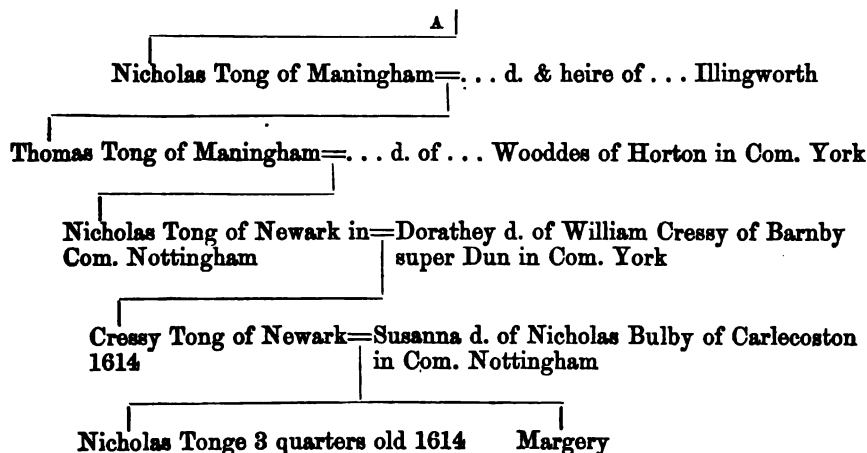 A
Nicholas Tong of Maningham=. . . d. & heire of . . . Illingworth
Thomas Tong of Maningham=. . . d. of . . . Wooddes of Horton in Com. York
Nicholas Tong of Newark in=Dorathey d. of William Cressy of Barnby
Com. Nottingham super Dun in Com. York
Cressy Tong of Newark=Susanna d. of Nicholas Bulby of Carlecoston
1614 in Com. Nottingham
Nicholas Tonge 3 quarters old 1614 Margery